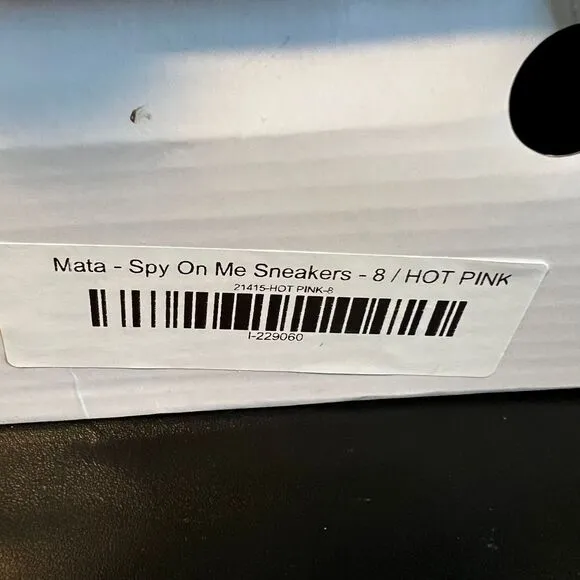 Mata - Spy On Me Sneakers - 8 / HOT PINK
21415-HOT PINK-8
I-229060